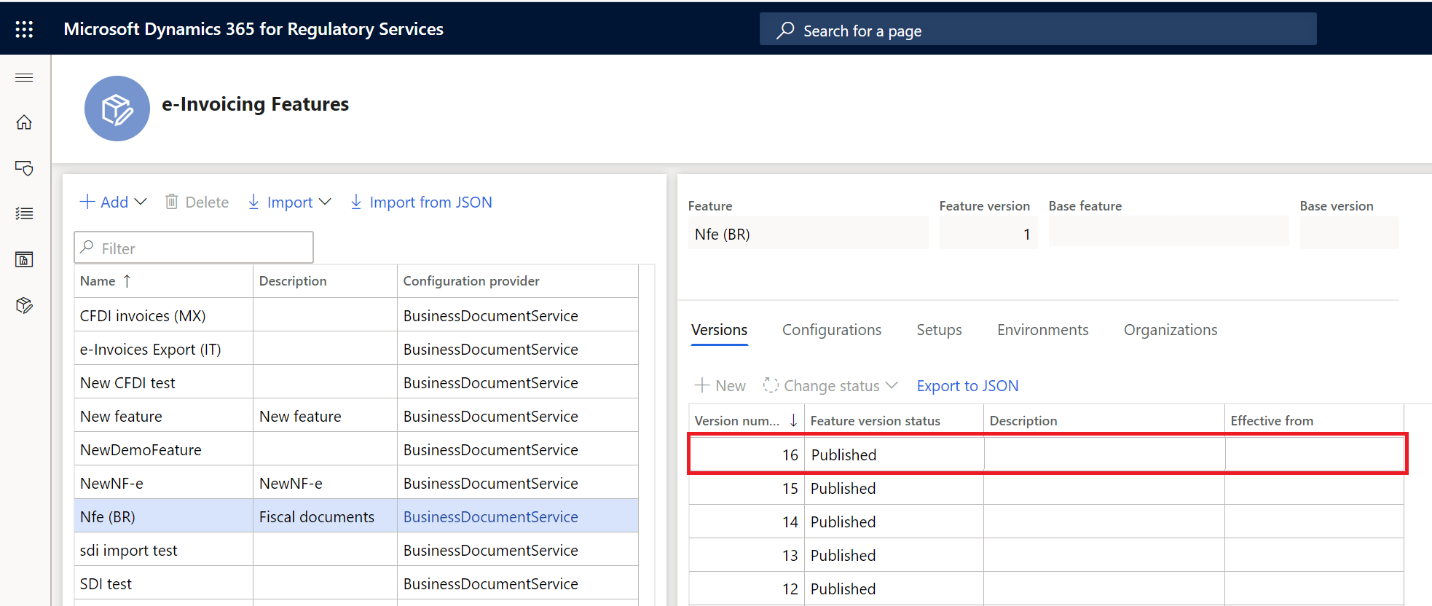 Microsoft Dynamics 365 for Regulatory Services
Search for a page
e-Invoicing Features
Add Delete Import Import from JSON
Filter
Name ↑ Description Configuration provider
CFDI invoices (MX) BusinessDocumentService
e-Invoices Export (IT) BusinessDocumentService
New CFDI test BusinessDocumentService
New feature New feature BusinessDocumentService
NewDemoFeature BusinessDocumentService
NewNF-e NewNF-e BusinessDocumentService
Nfe (BR) Fiscal documents BusinessDocumentService
sdi import test BusinessDocumentService
SDI test BusinessDocumentService
Feature Feature version Base feature Base version
Nfe (BR) 1
Versions Configurations Setups Environments Organizations
New Change status Export to JSON
Version num... ↓ Feature version status Description Effective from
16 Published
15 Published
14 Published
13 Published
12 Published